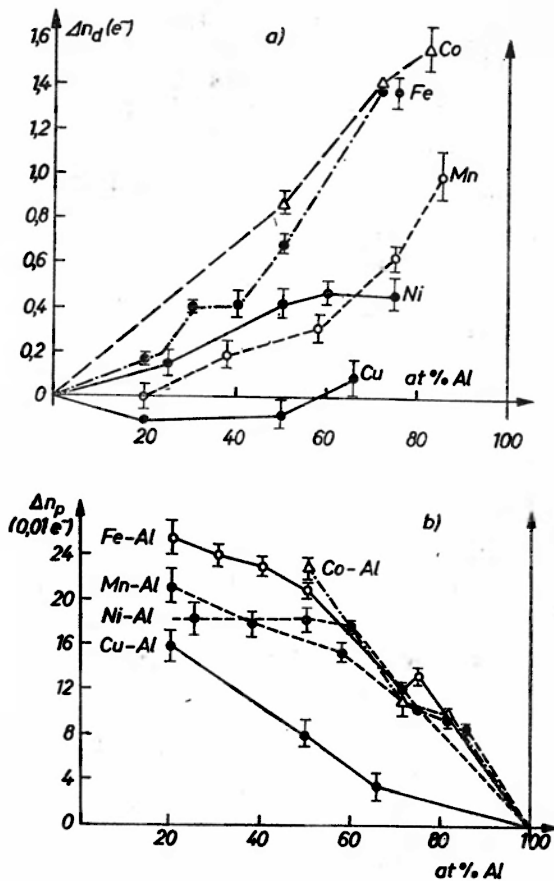 Δn_d (e⁻)
a)
1,6
1,4
1,2
1,0
0,8
0,6
0,4
0,2
0
Co
Fe
Mn
Ni
Cu
at % Al
20
40
60
80
100
Δn_p
(0,01e⁻)
b)
24
20
16
12
8
4
0
Fe-Al
Mn-Al
Ni-Al
Cu-Al
Co-Al
20
30
40
50
60
70
80
100
at % Al